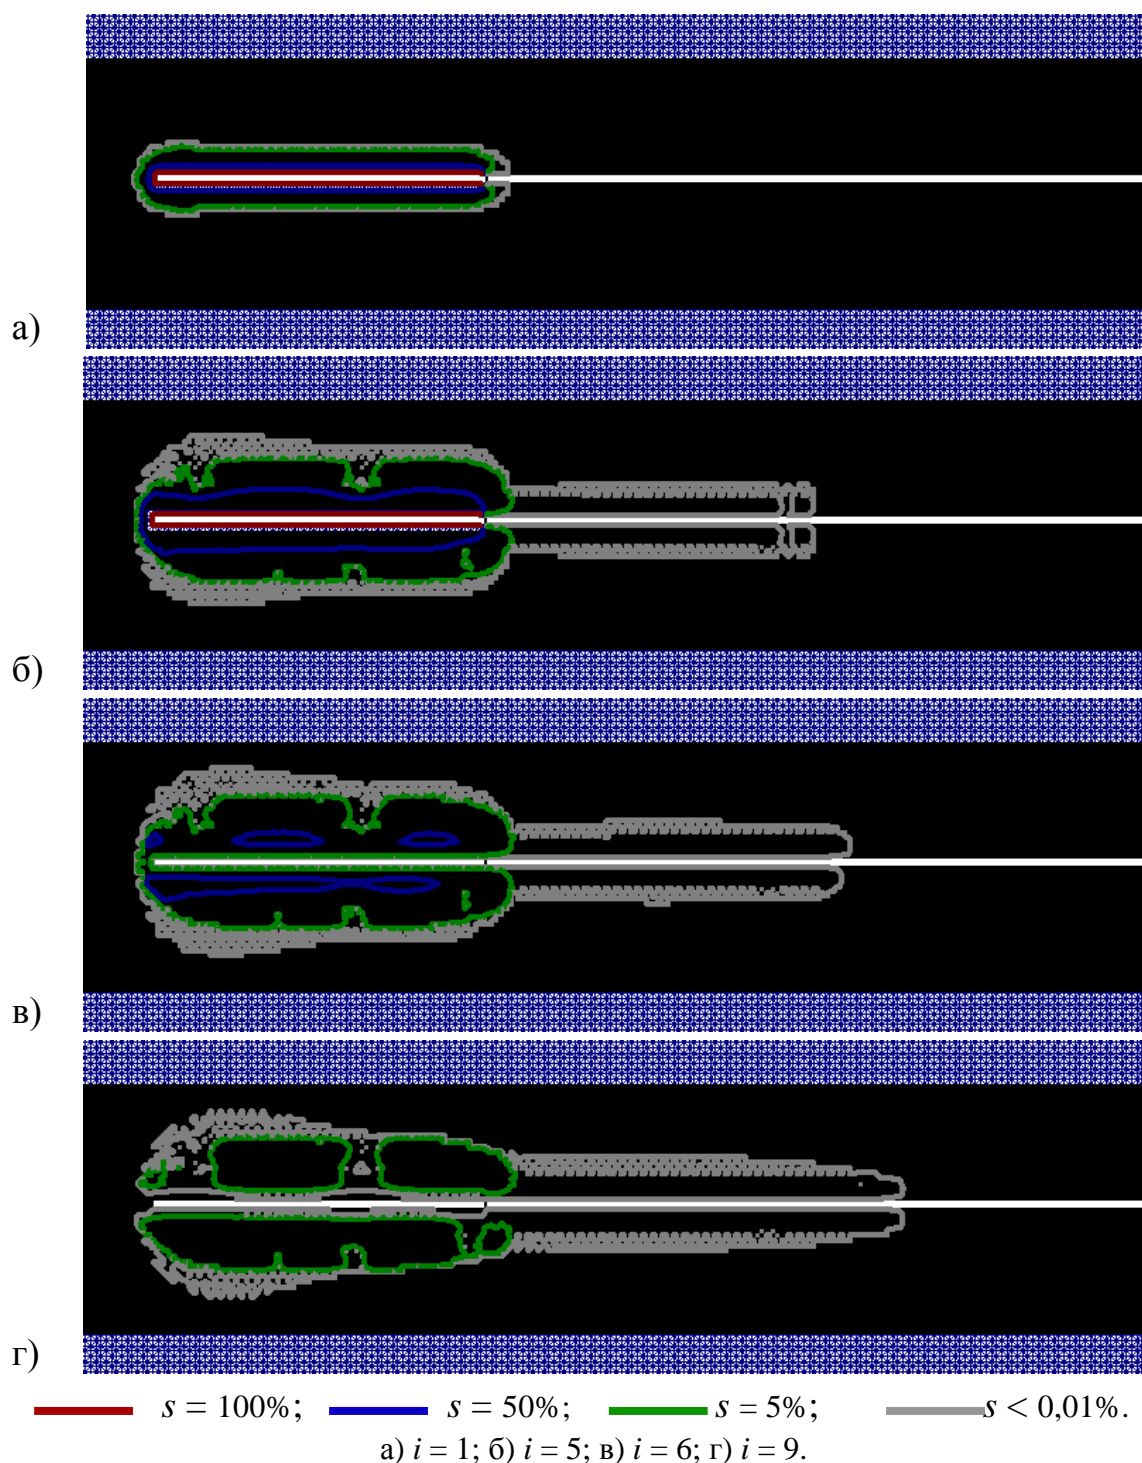 а)
б)
в)
г)
s = 100%; s = 50%; s = 5%; s < 0,01%.
а) i = 1; б) i = 5; в) i = 6; г) i = 9.